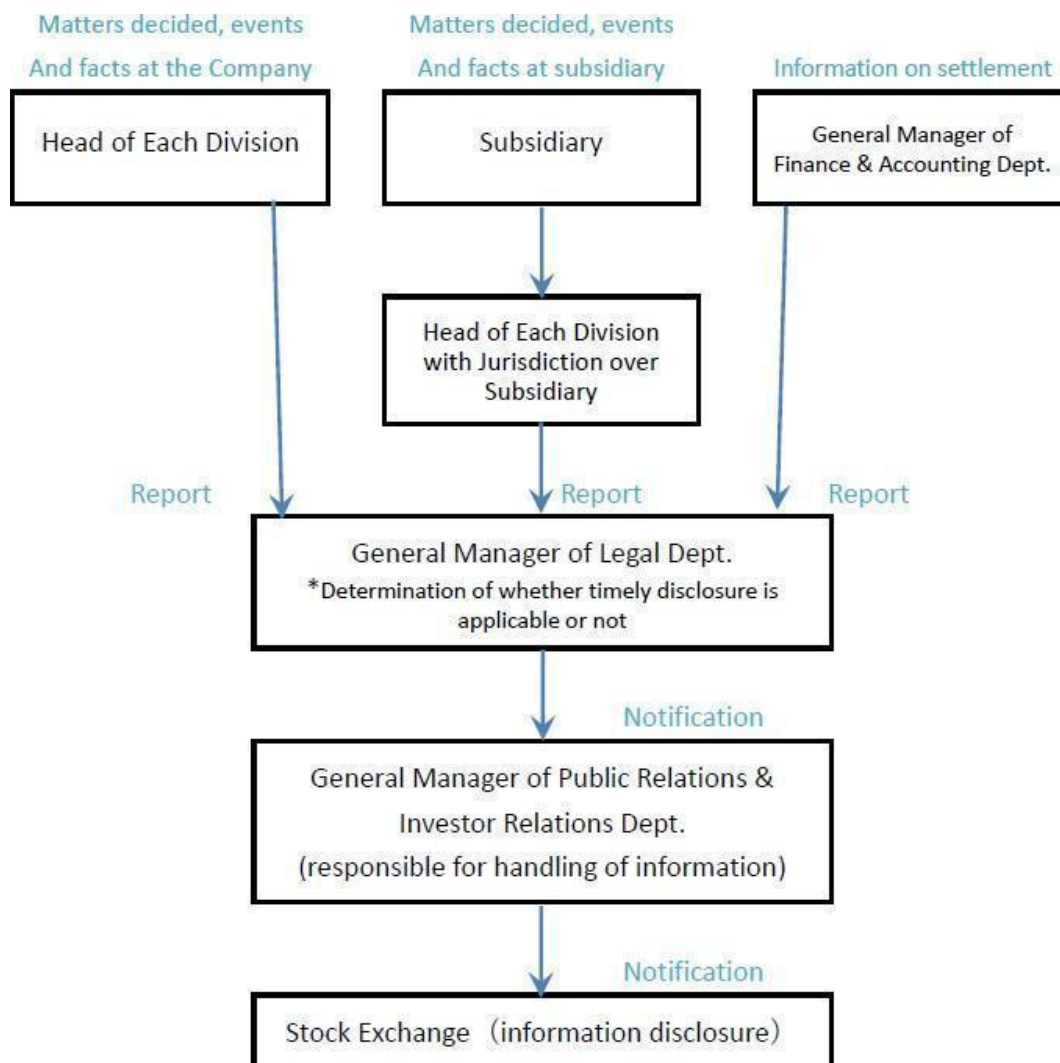 Matters decided, events
And facts at the Company
Matters decided, events
And facts at subsidiary
Information on settlement
Head of Each Division
Subsidiary
General Manager of
Finance & Accounting Dept.
Head of Each Division
with Jurisdiction over
Subsidiary
Report
Report
Report
General Manager of Legal Dept.
*Determination of whether timely disclosure is
applicable or not
Notification
General Manager of Public Relations &
Investor Relations Dept.
(responsible for handling of information)
Notification
Stock Exchange（information disclosure）